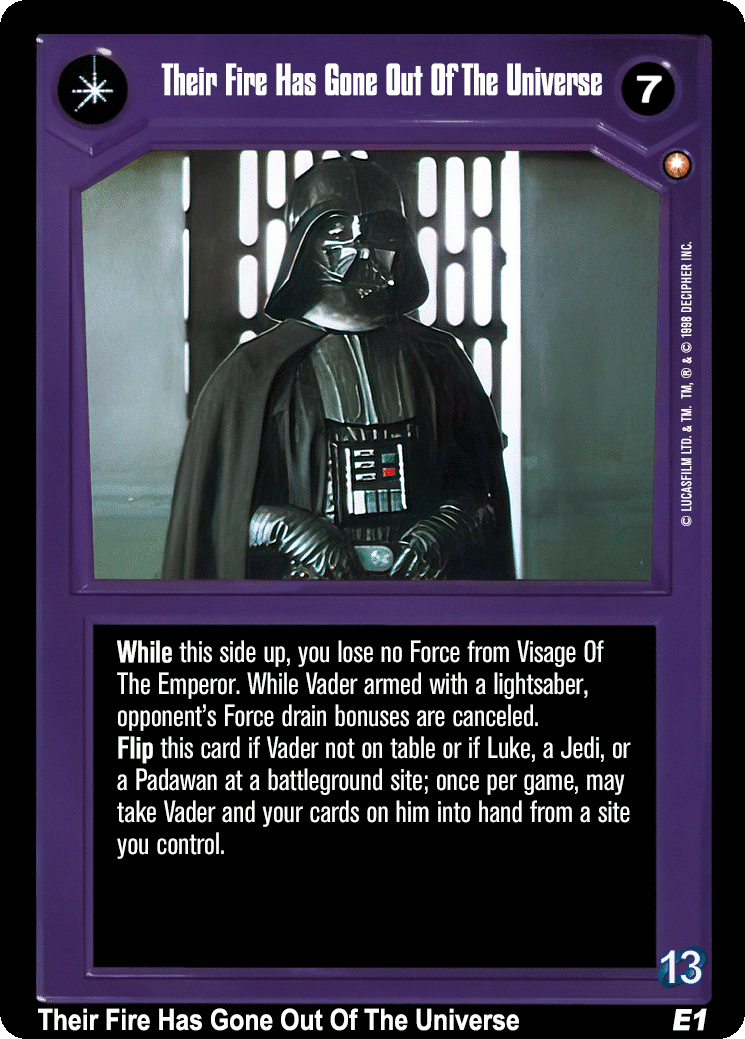 Their Fire Has Gone Out Of The Universe
7
© LUCASFILM LTD. & TM. TM, ® & © 1998 DECIPHER INC.
While this side up, you lose no Force from Visage Of
The Emperor. While Vader armed with a lightsaber,
opponent's Force drain bonuses are canceled.
Flip this card if Vader not on table or if Luke, a Jedi, or
a Padawan at a battleground site; once per game, may
take Vader and your cards on him into hand from a site
you control.
13
Their Fire Has Gone Out Of The Universe
E1